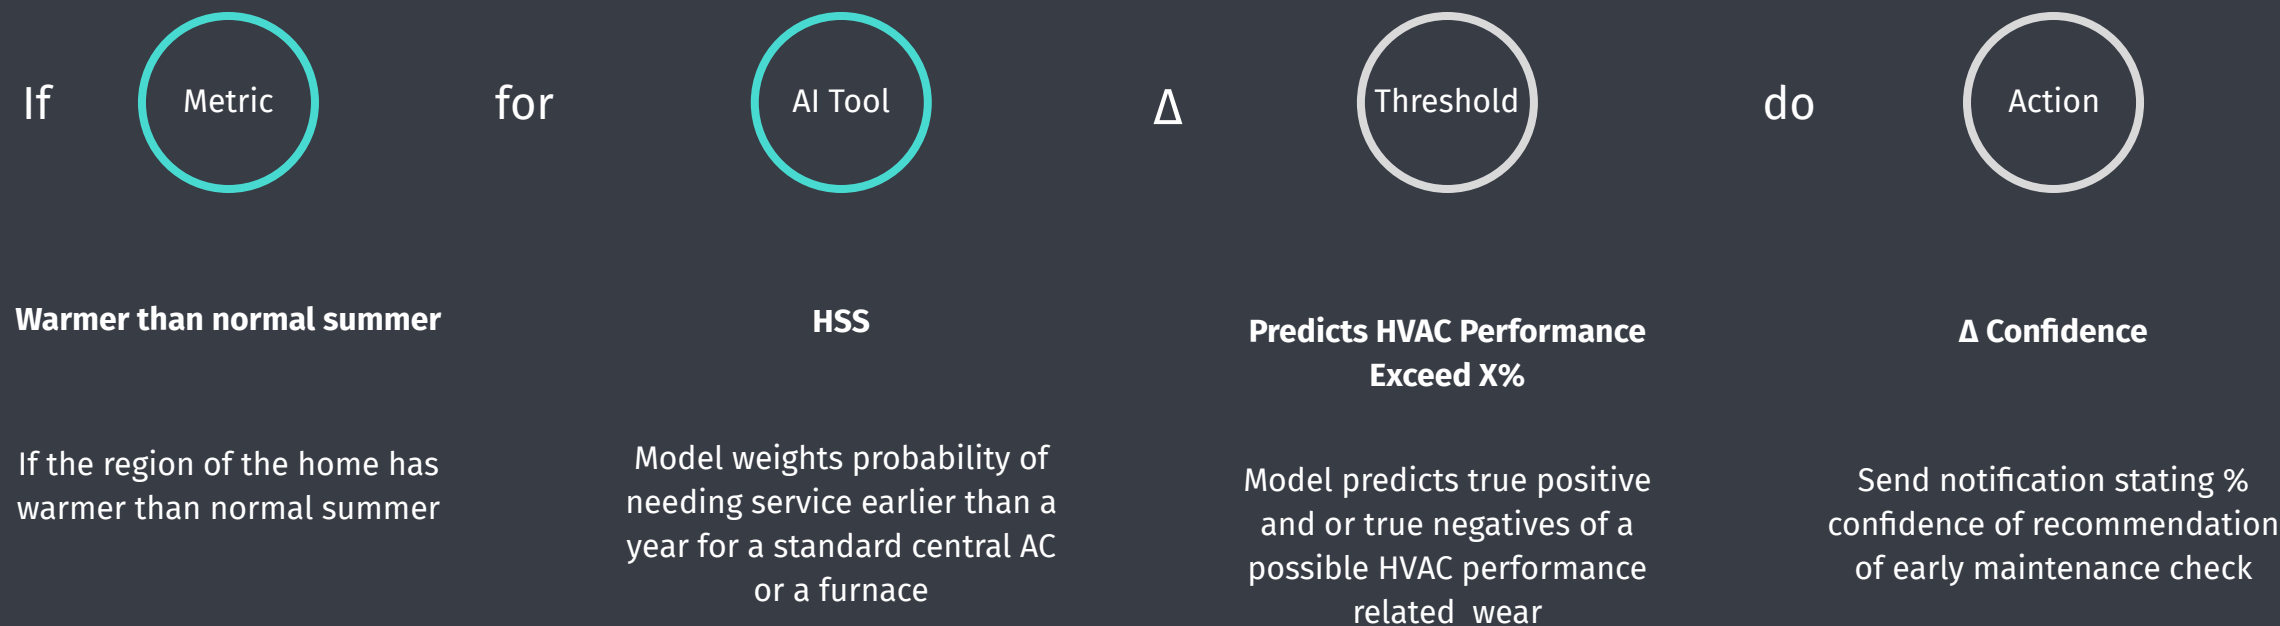 If Metric for AI Tool Δ Threshold do Action
Warmer than normal summer
If the region of the home has
warmer than normal summer
HSS
Model weights probability of
needing service earlier than a
year for a standard central AC
or a furnace
Predicts HVAC Performance
Exceed X%
Model predicts true positive
and or true negatives of a
possible HVAC performance
related wear
Δ Confidence
Send notification stating %
confidence of recommendation
of early maintenance check